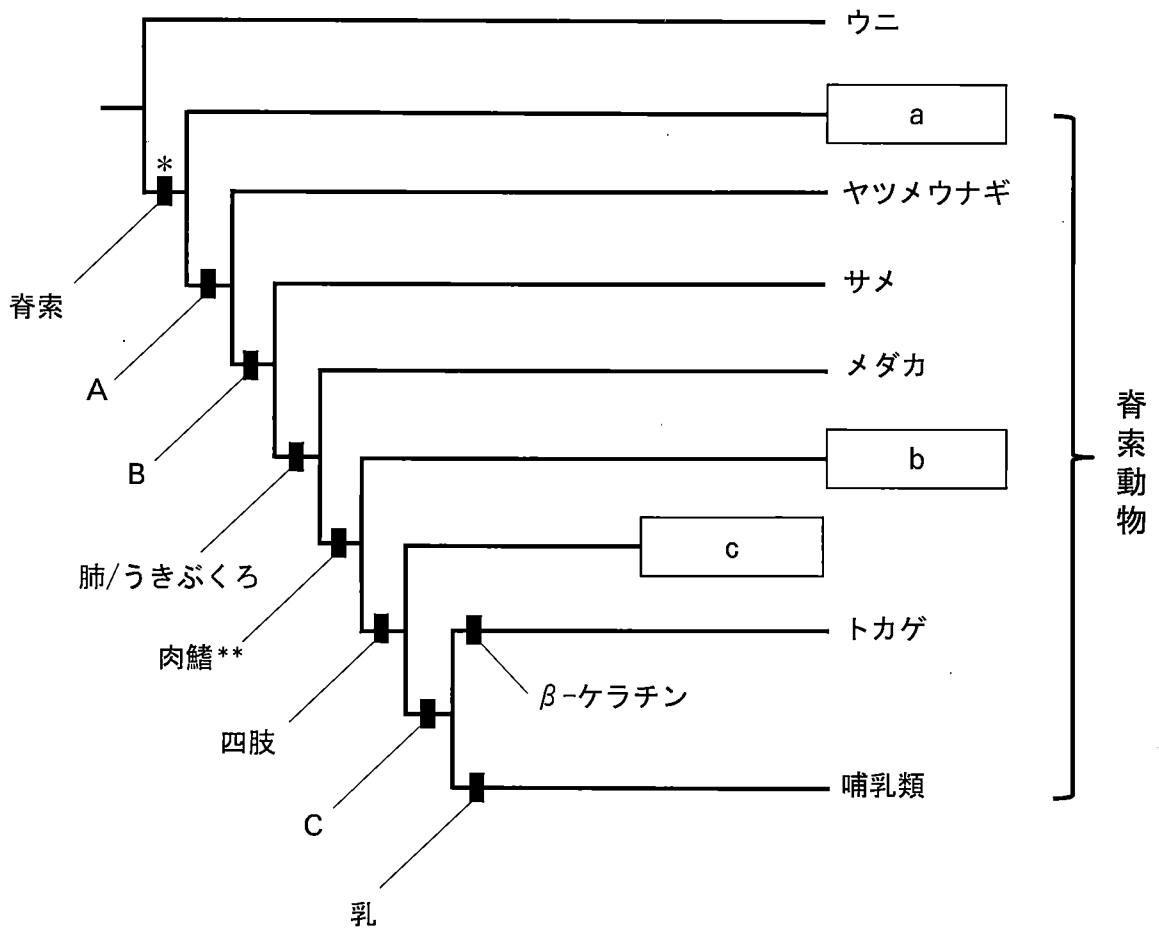 ウニ
a
*
ヤツメウナギ
脊索
サメ
A
メダカ
B
b
脊索動物
肺/うきぶくろ
c
肉鰭**
トカゲ
β-ケラチン
四肢
哺乳類
C
乳